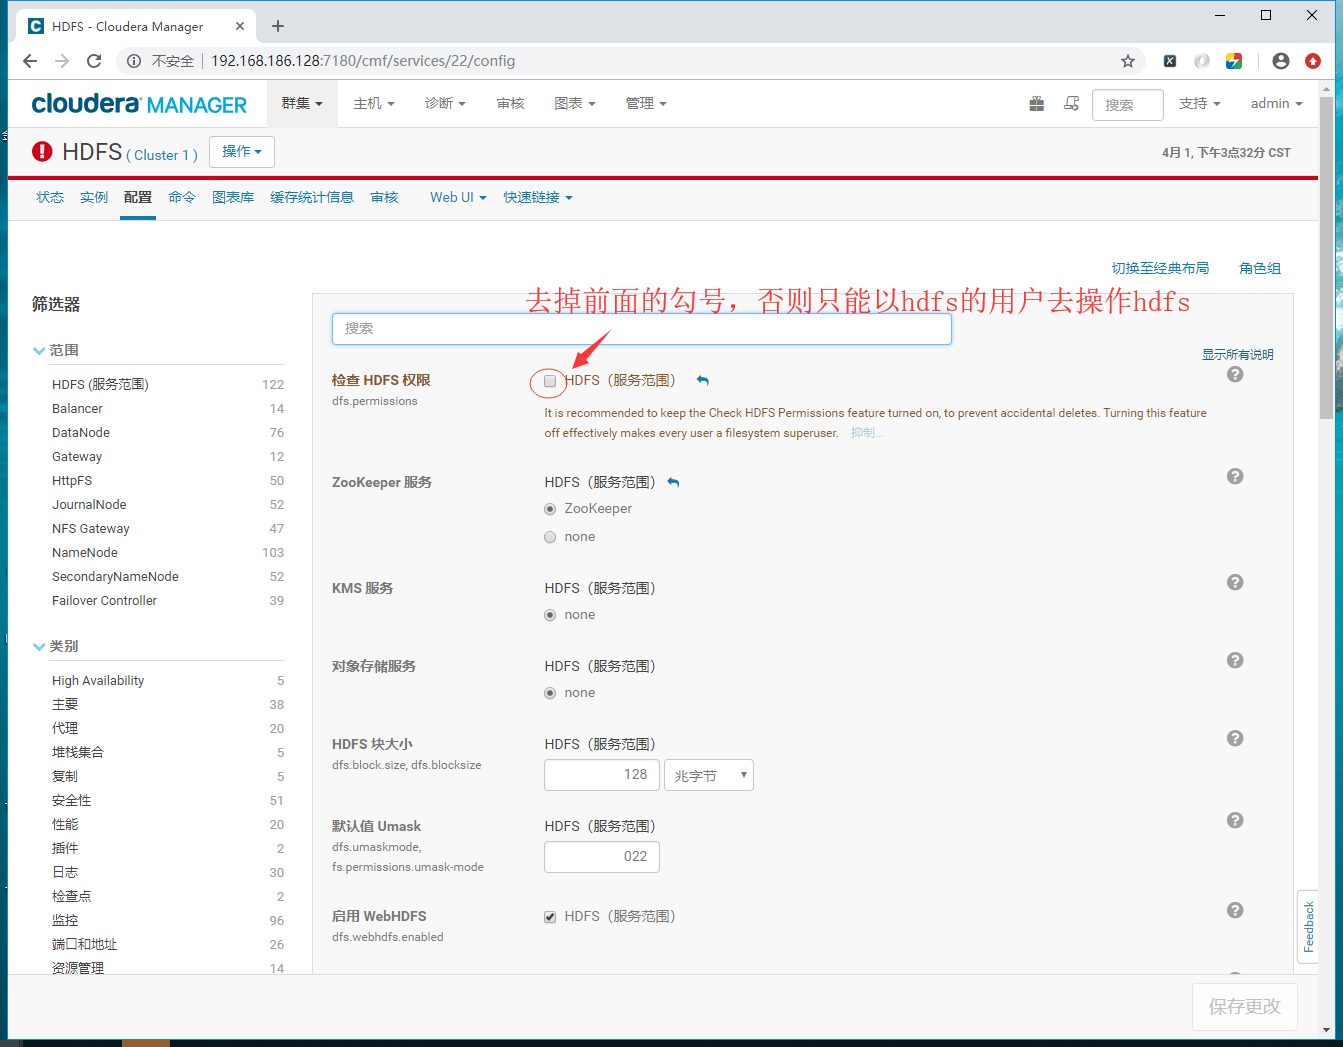 HDFS - Cloudera Manager
不安全 192.168.186.128:7180/cmf/services/22/config
cloudera MANAGER 群集 主机 诊断 审核 图表 管理 搜索 支持 admin
HDFS ( Cluster 1 ) 操作 4月 1, 下午3点32分 CST
状态 实例 配置 命令 图表库 缓存统计信息 审核 Web UI 快速链接
切换至经典布局 角色组
去掉前面的勾号，否则只能以hdfs的用户去操作hdfs
筛选器
范围
HDFS (服务范围) 122
Balancer 14
DataNode 76
Gateway 12
HttpFS 50
JournalNode 52
NFS Gateway 47
NameNode 103
SecondaryNameNode 52
Failover Controller 39
类别
High Availability 5
主要 38
代理 20
堆栈集合 5
复制 5
安全性 51
性能 20
插件 2
日志 30
检查点 2
监控 96
端口和地址 26
资源管理 14
搜索
显示所有说明
检查 HDFS 权限 HDFS（服务范围）
dfs.permissions
It is recommended to keep the Check HDFS Permissions feature turned on, to prevent accidental deletes. Turning this feature
off effectively makes every user a filesystem superuser. 抑制...
ZooKeeper 服务 HDFS（服务范围）
ZooKeeper
none
KMS 服务 HDFS（服务范围）
none
对象存储服务 HDFS（服务范围）
none
HDFS 块大小 HDFS（服务范围）
dfs.block.size, dfs.blocksize
128 兆字节
默认值 Umask HDFS（服务范围）
dfs.umaskmode,
fs.permissions.umask-mode
022
启用 WebHDFS HDFS（服务范围）
dfs.webhdfs.enabled
Feedback
保存更改